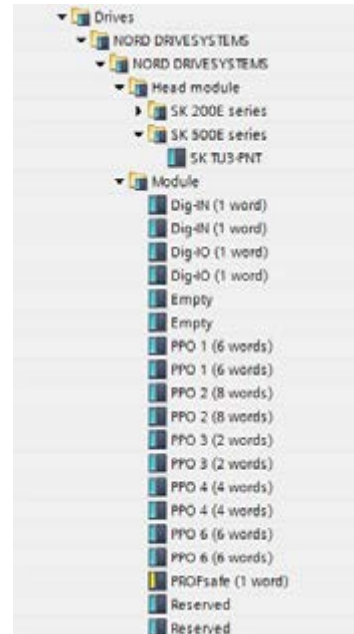 Drives
NORD DRIVESYSTEMS
NORD DRIVESYSTEMS
Head module
SK 200E series
SK 500E series
SK TU3-PNT
Module
Dig-IN (1 word)
Dig-IN (1 word)
Dig-IO (1 word)
Dig-IO (1 word)
Empty
Empty
PPO 1 (6 words)
PPO 1 (6 words)
PPO 2 (8 words)
PPO 2 (8 words)
PPO 3 (2 words)
PPO 3 (2 words)
PPO 4 (4 words)
PPO 4 (4 words)
PPO 6 (6 words)
PPO 6 (6 words)
PROFsafe (1 word)
Reserved
Reserved